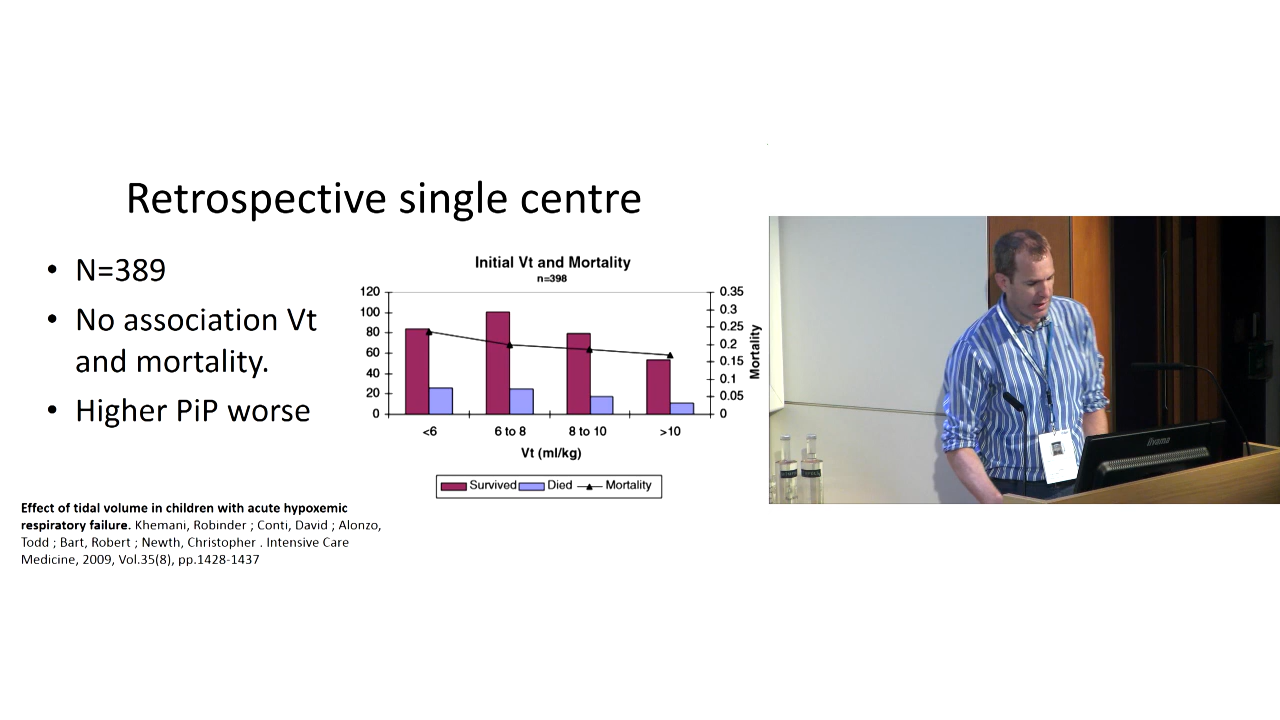 Retrospective single centre
• N=389
• No association Vt
and mortality.
• Higher PiP worse
Initial Vt and Mortality
n=398
120
100
80
60
40
20
0
0.35
0.3
0.25
0.2
0.15
0.1
0.05
0
Mortality
<6
6 to 8
8 to 10
>10
Vt (ml/kg)
Survived Died Mortality
Effect of tidal volume in children with acute hypoxemic
respiratory failure. Khemani, Robinder ; Conti, David ; Alonzo,
Todd ; Bart, Robert ; Newth, Christopher . Intensive Care
Medicine, 2009, Vol.35(8), pp.1428-1437
iiyama